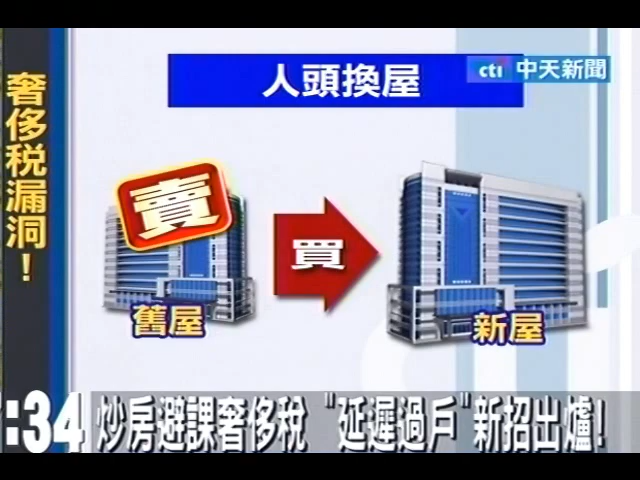 人頭換屋
cti 中天新聞
奢侈稅漏洞！
賣
買
舊屋
新屋
:34
炒房避課奢侈稅 "延遲過戶"新招出爐!